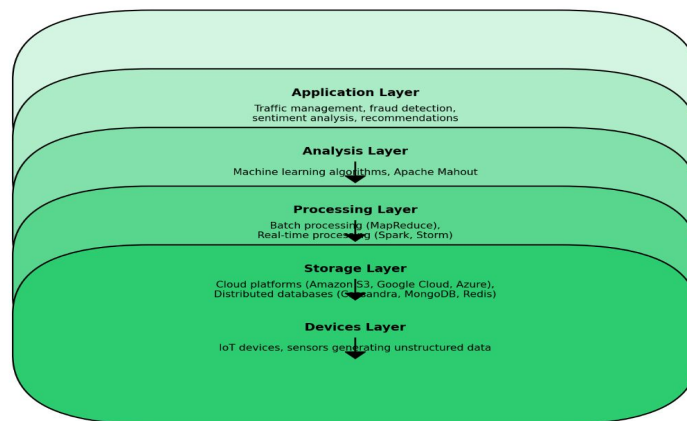 Application Layer
Traffic management, fraud detection,
sentiment analysis, recommendations
Analysis Layer
Machine learning algorithms, Apache Mahout
Processing Layer
Batch processing (MapReduce),
Real-time processing (Spark, Storm)
Storage Layer
Cloud platforms (Amazon S3, Google Cloud, Azure),
Distributed databases (Cassandra, MongoDB, Redis)
Devices Layer
IoT devices, sensors generating unstructured data